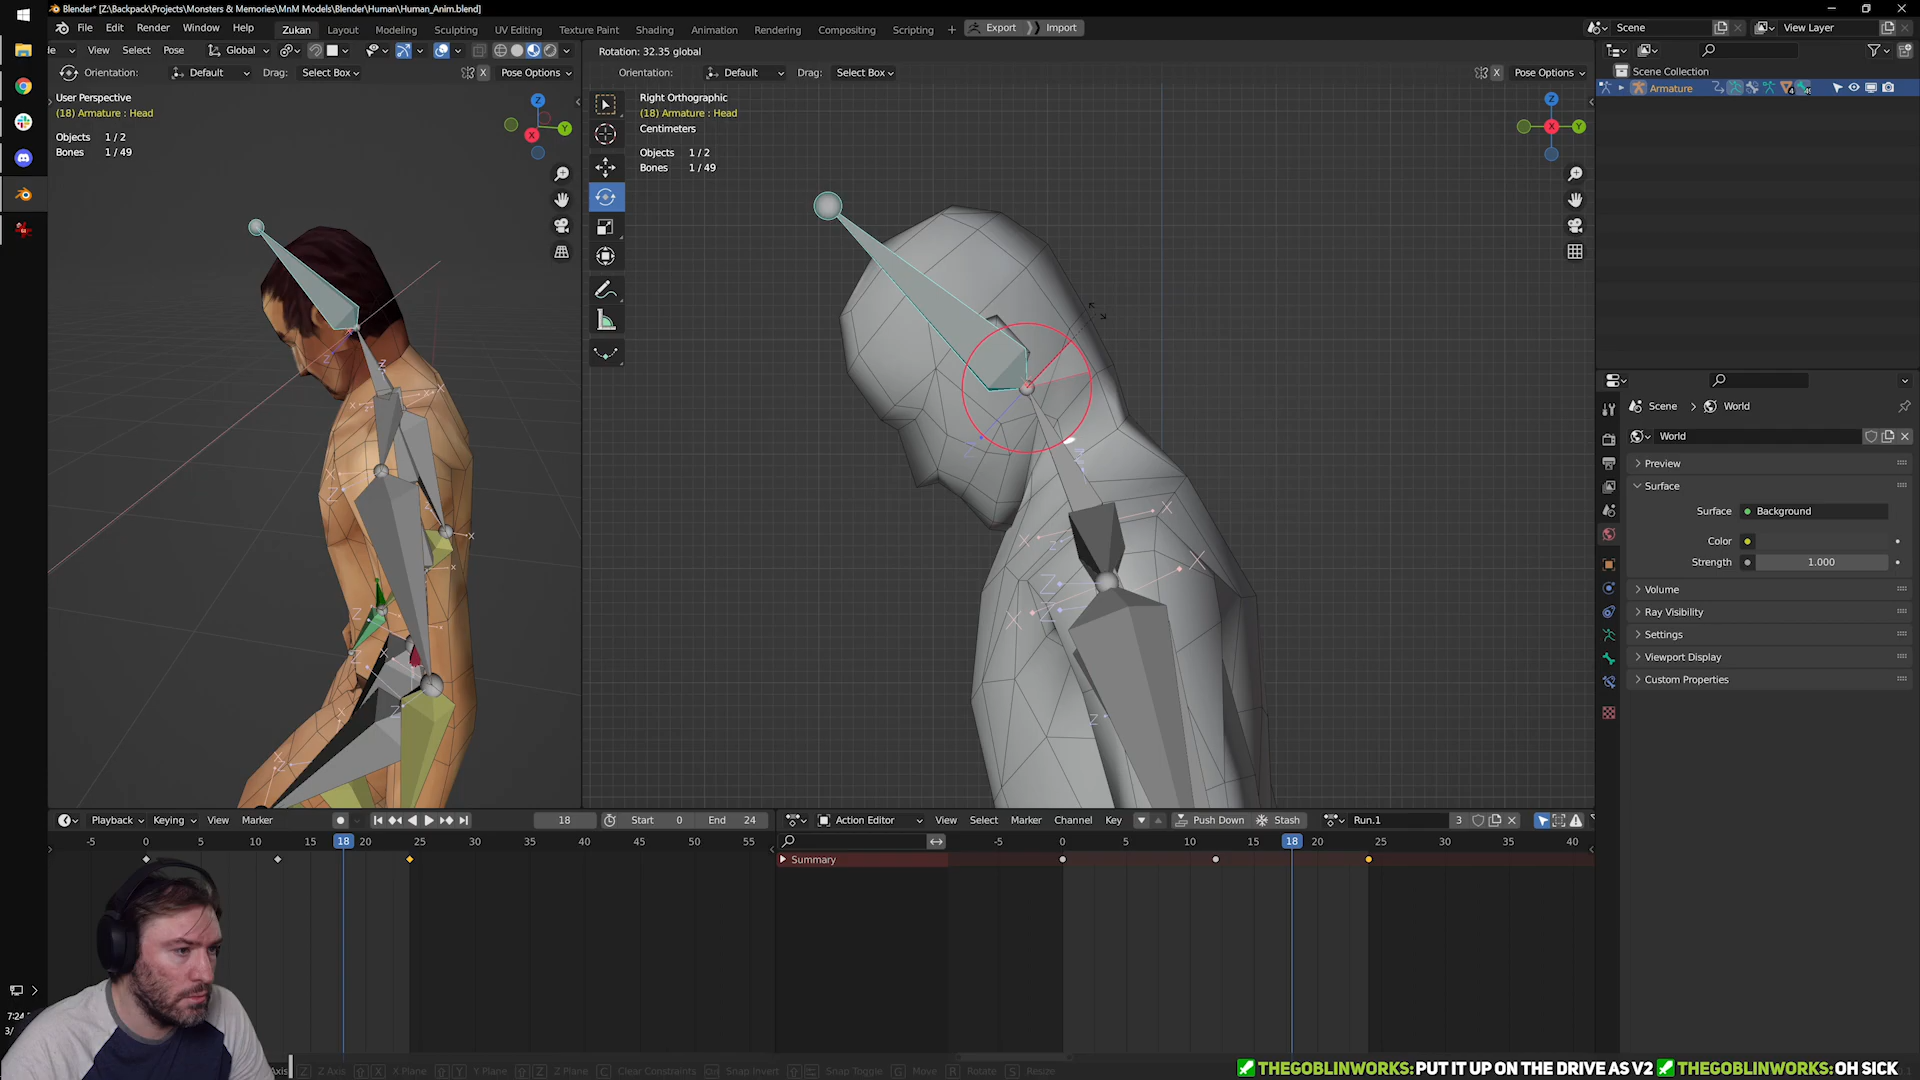 Blender* [Z:\Backpack\Projects\Monsters & Memories\MnM Models\Blender\Human\Human_Anim.blend]
File Edit Render Window Help Zukan Layout Modeling Sculpting UV Editing Texture Paint Shading Animation Rendering Compositing Scripting + Export Import Scene View Layer
View Select Pose Global Rotation: 32.35 global
Orientation: Default Drag: Select Box X Pose Options Orientation: Default Drag: Select Box X Pose Options
Scene Collection
Armature
User Perspective
(18) Armature : Head
Objects 1 / 2
Bones 1 / 49
Right Orthographic
(18) Armature : Head
Centimeters
Objects 1 / 2
Bones 1 / 49
Scene World
World
Preview
Surface
Surface Background
Color
Strength 1.000
Volume
Ray Visibility
Settings
Viewport Display
Custom Properties
Playback Keying View Marker 18 Start 0 End 24 Action Editor View Select Marker Channel Key Push Down Stash Run.1 3
-5 0 5 10 15 18 20 25 30 35 40 45 50 55 -5 0 5 10 15 18 20 25 30 35 40
Summary
7:24
3/
Axis Z Z Axis X X Plane Y Y Plane Z Z Plane C Clear Constraints Snap Invert Snap Toggle G Move R Rotate S Resize
THEGOBLINWORKS: PUT IT UP ON THE DRIVE AS V2 THEGOBLINWORKS: OH SICK